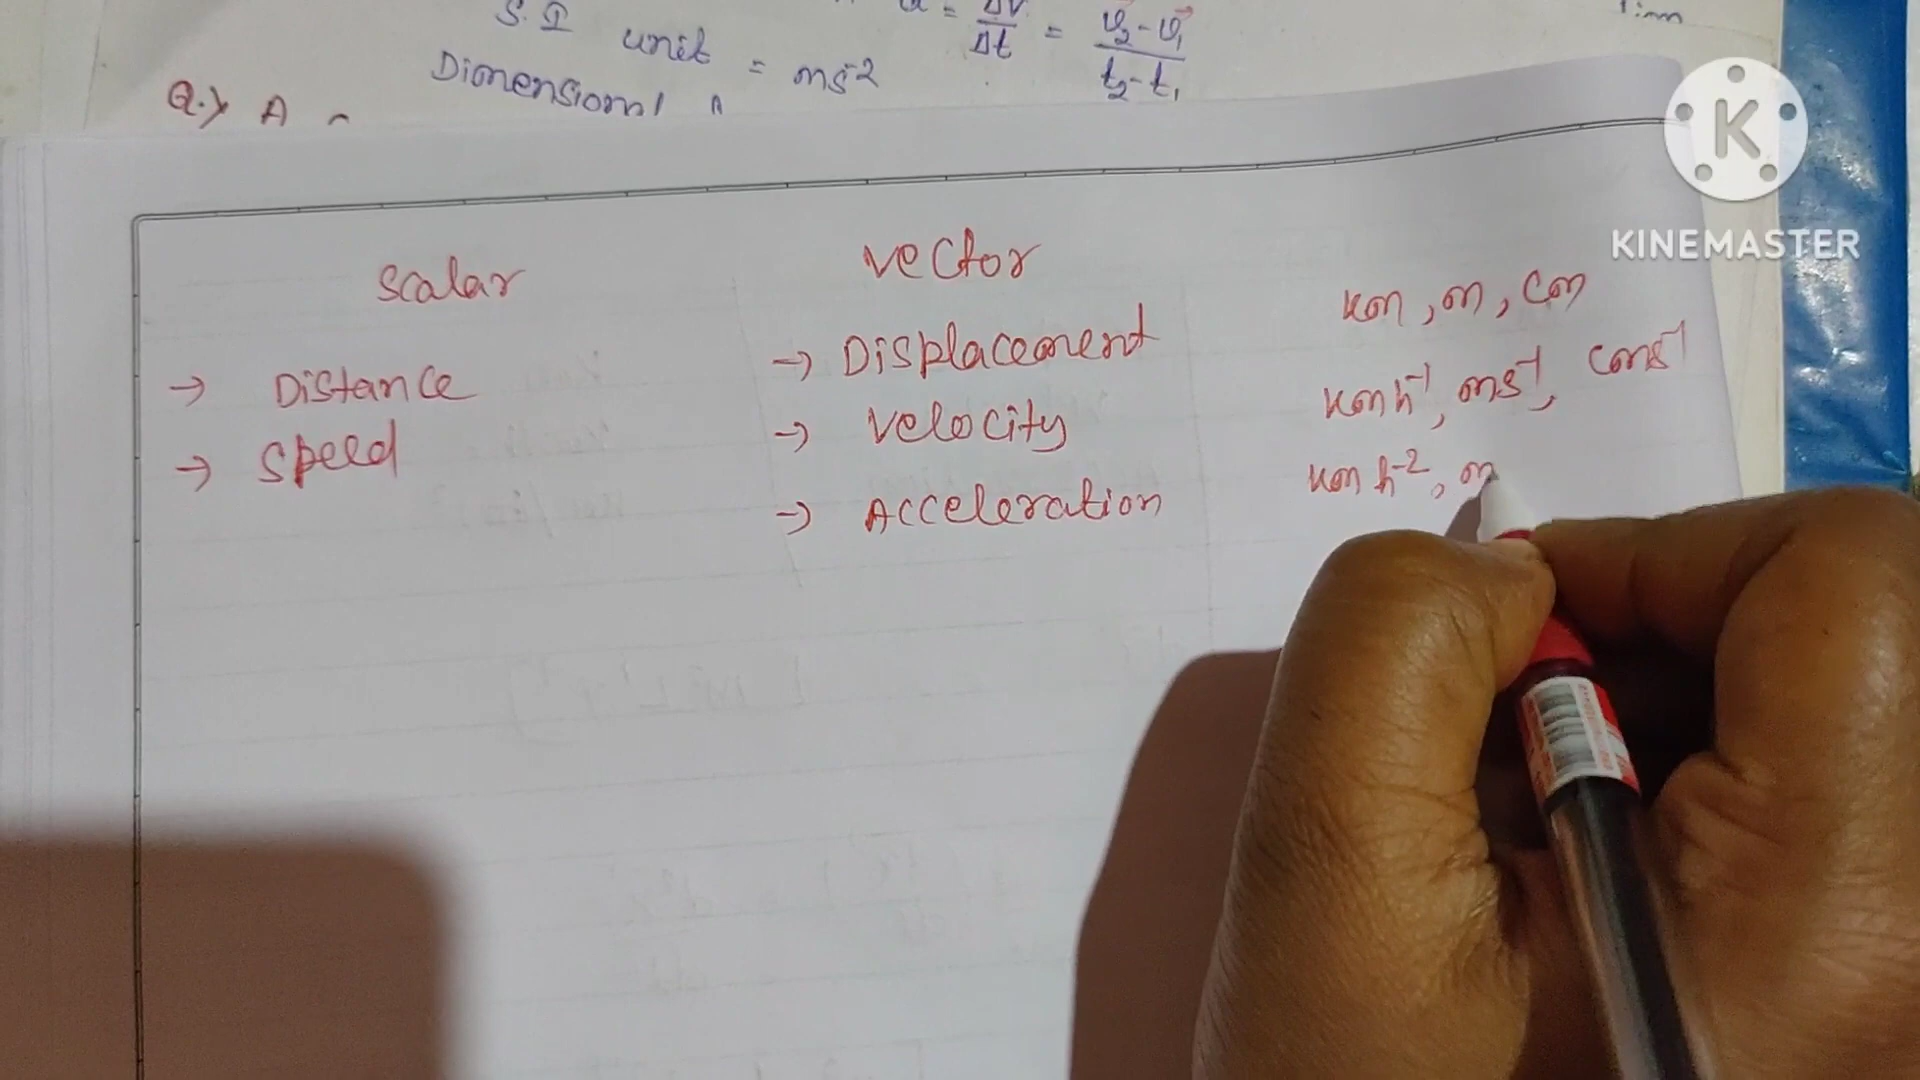 S.I unit = ms⁻²
a = Δv/Δt = v₂ - v₁/t₂ - t₁
Q.) A
K
KINEMASTER
Scalar Vector
km, m, cm
→ Distance → Displacement
kmh⁻¹, ms⁻¹, cms⁻¹
→ Speed → Velocity
kmh⁻², m
→ Acceleration